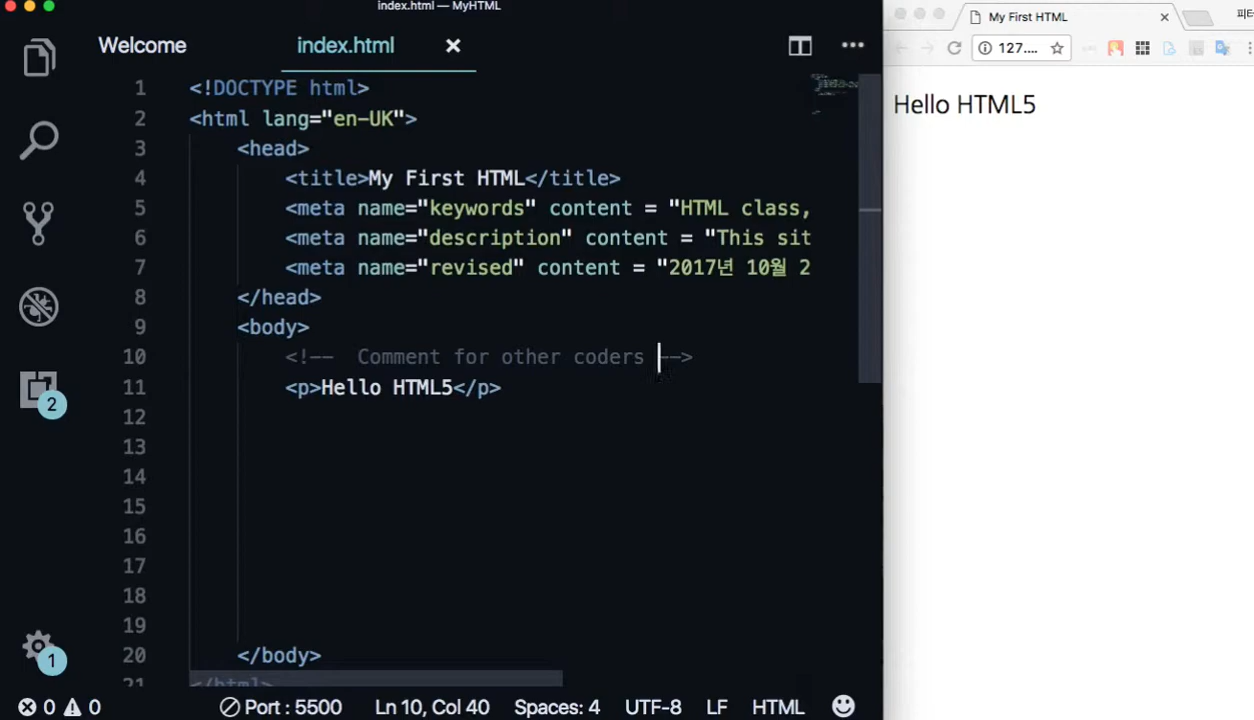 index.html — MyHTML
Welcome
index.html
1 <!DOCTYPE html>
2 <html lang="en-UK">
3 <head>
4 <title>My First HTML</title>
5 <meta name="keywords" content = "HTML class,
6 <meta name="description" content = "This sit
7 <meta name="revised" content = "2017년 10월 2
8 </head>
9 <body>
10 <!-- Comment for other coders -->
11 <p>Hello HTML5</p>
12
13
14
15
16
17
18
19
20 </body>
21 </html>
2
1
0 0 Port : 5500 Ln 10, Col 40 Spaces: 4 UTF-8 LF HTML
My First HTML
피터
127....
Hello HTML5